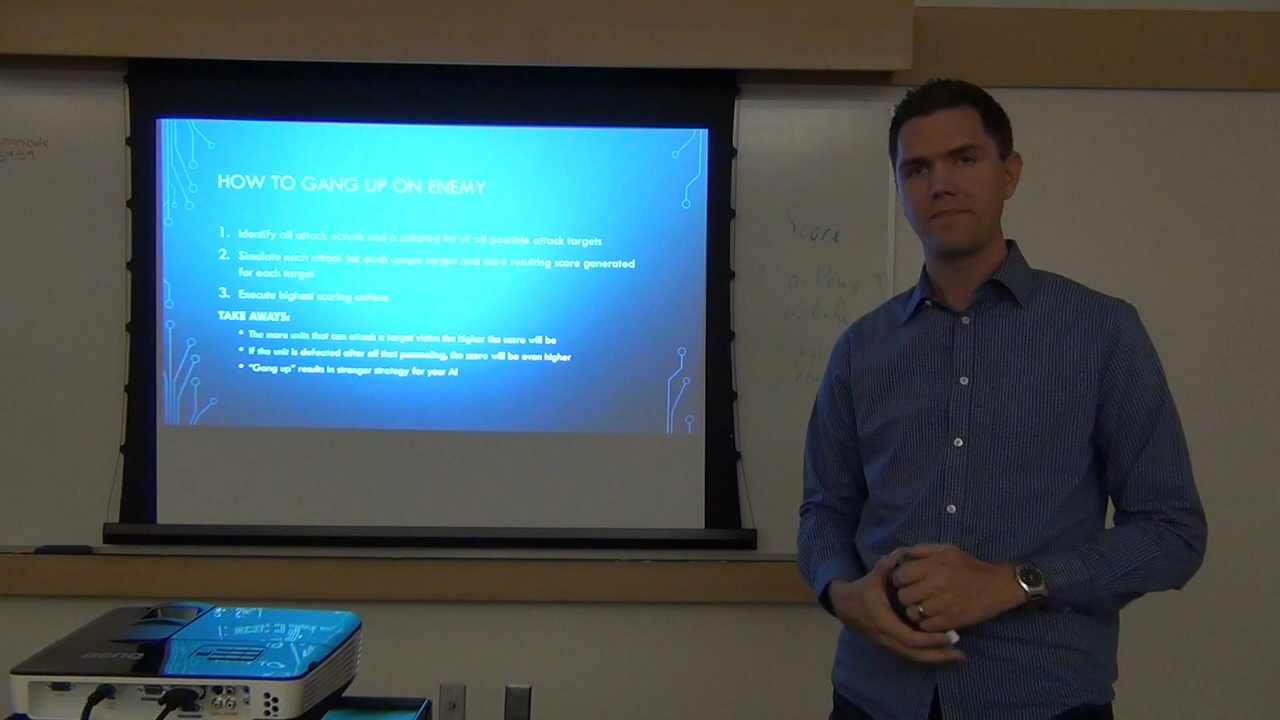 HOW TO GANG UP ON ENEMY
1. Identify all attack actions and a collated list of all possible attack targets
2. Simulate each attack for each unique target and store resulting score generated
for each target
3. Execute highest scoring actions
TAKE AWAYS:
• The more units that can attack a target victim the higher the score will be
• If the unit is defeated after all that pummeling, the score will be even higher
• "Gang up" results in stronger strategy for your AI
Score
BenQ